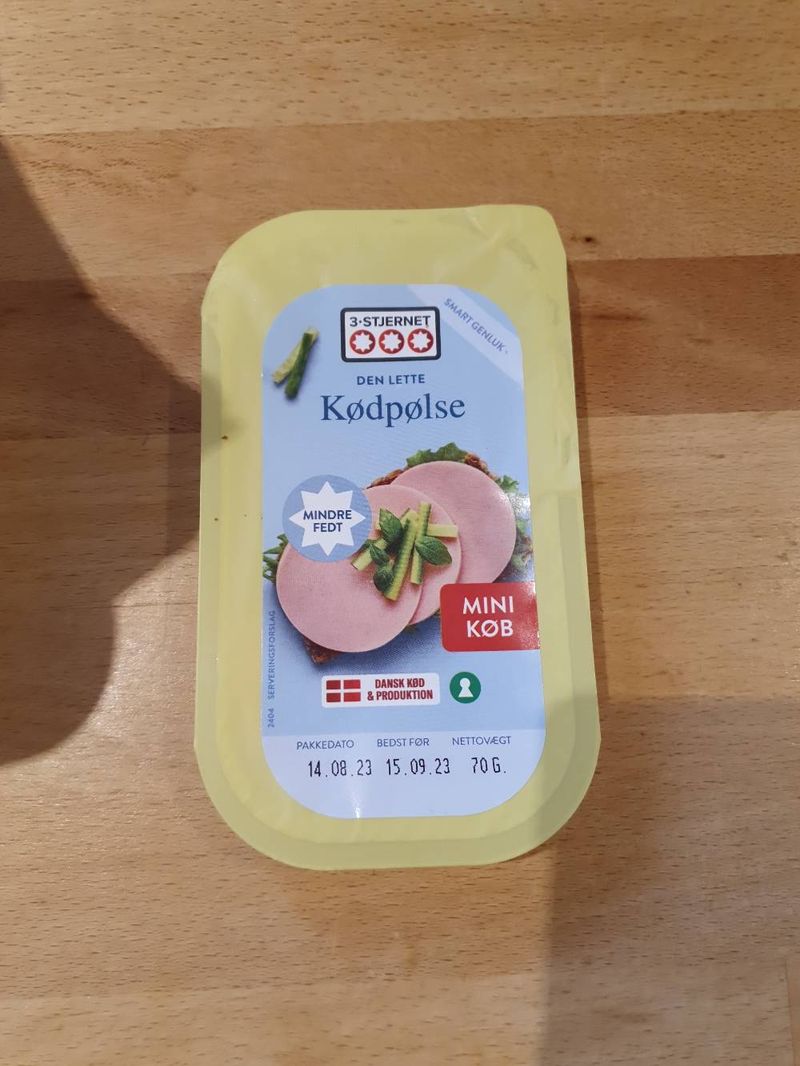 3-STJERNET
SMART GENLUK
DEN LETTE
Kødpølse
MINDRE
FEDT
MINI
KØB
2404 SERVERINGSFORSLAG
DANSK KØD
& PRODUKTION
PAKKEDATO BEDST FØR NETTOVÆGT
14.08.23 15.09.23 70G.